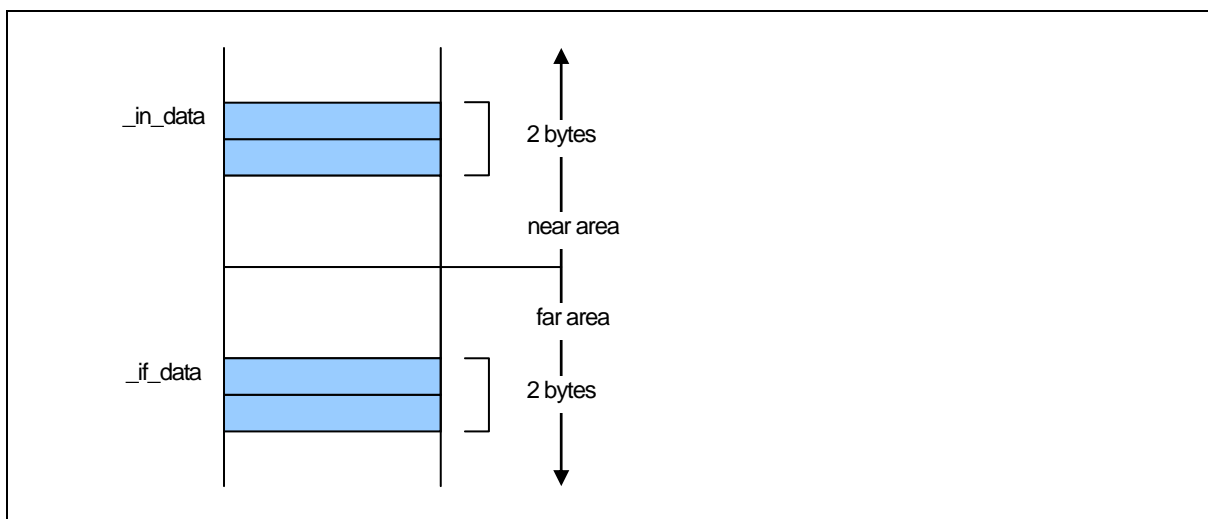 _in_data
2 bytes
near area
far area
_if_data
2 bytes